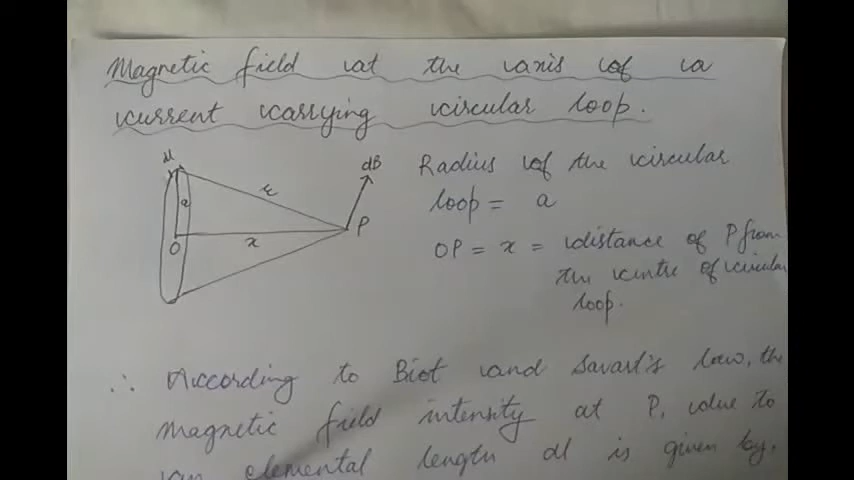 Magnetic field at the axis of a
current carrying circular loop.
dl
dB
a
r
P
O
x
Radius of the circular
loop = a
OP = x = distance of P from
the centre of circular
loop.
∴ According to Biot and Savart's law, the
magnetic field intensity at P, due to
an elemental length dl is given by,